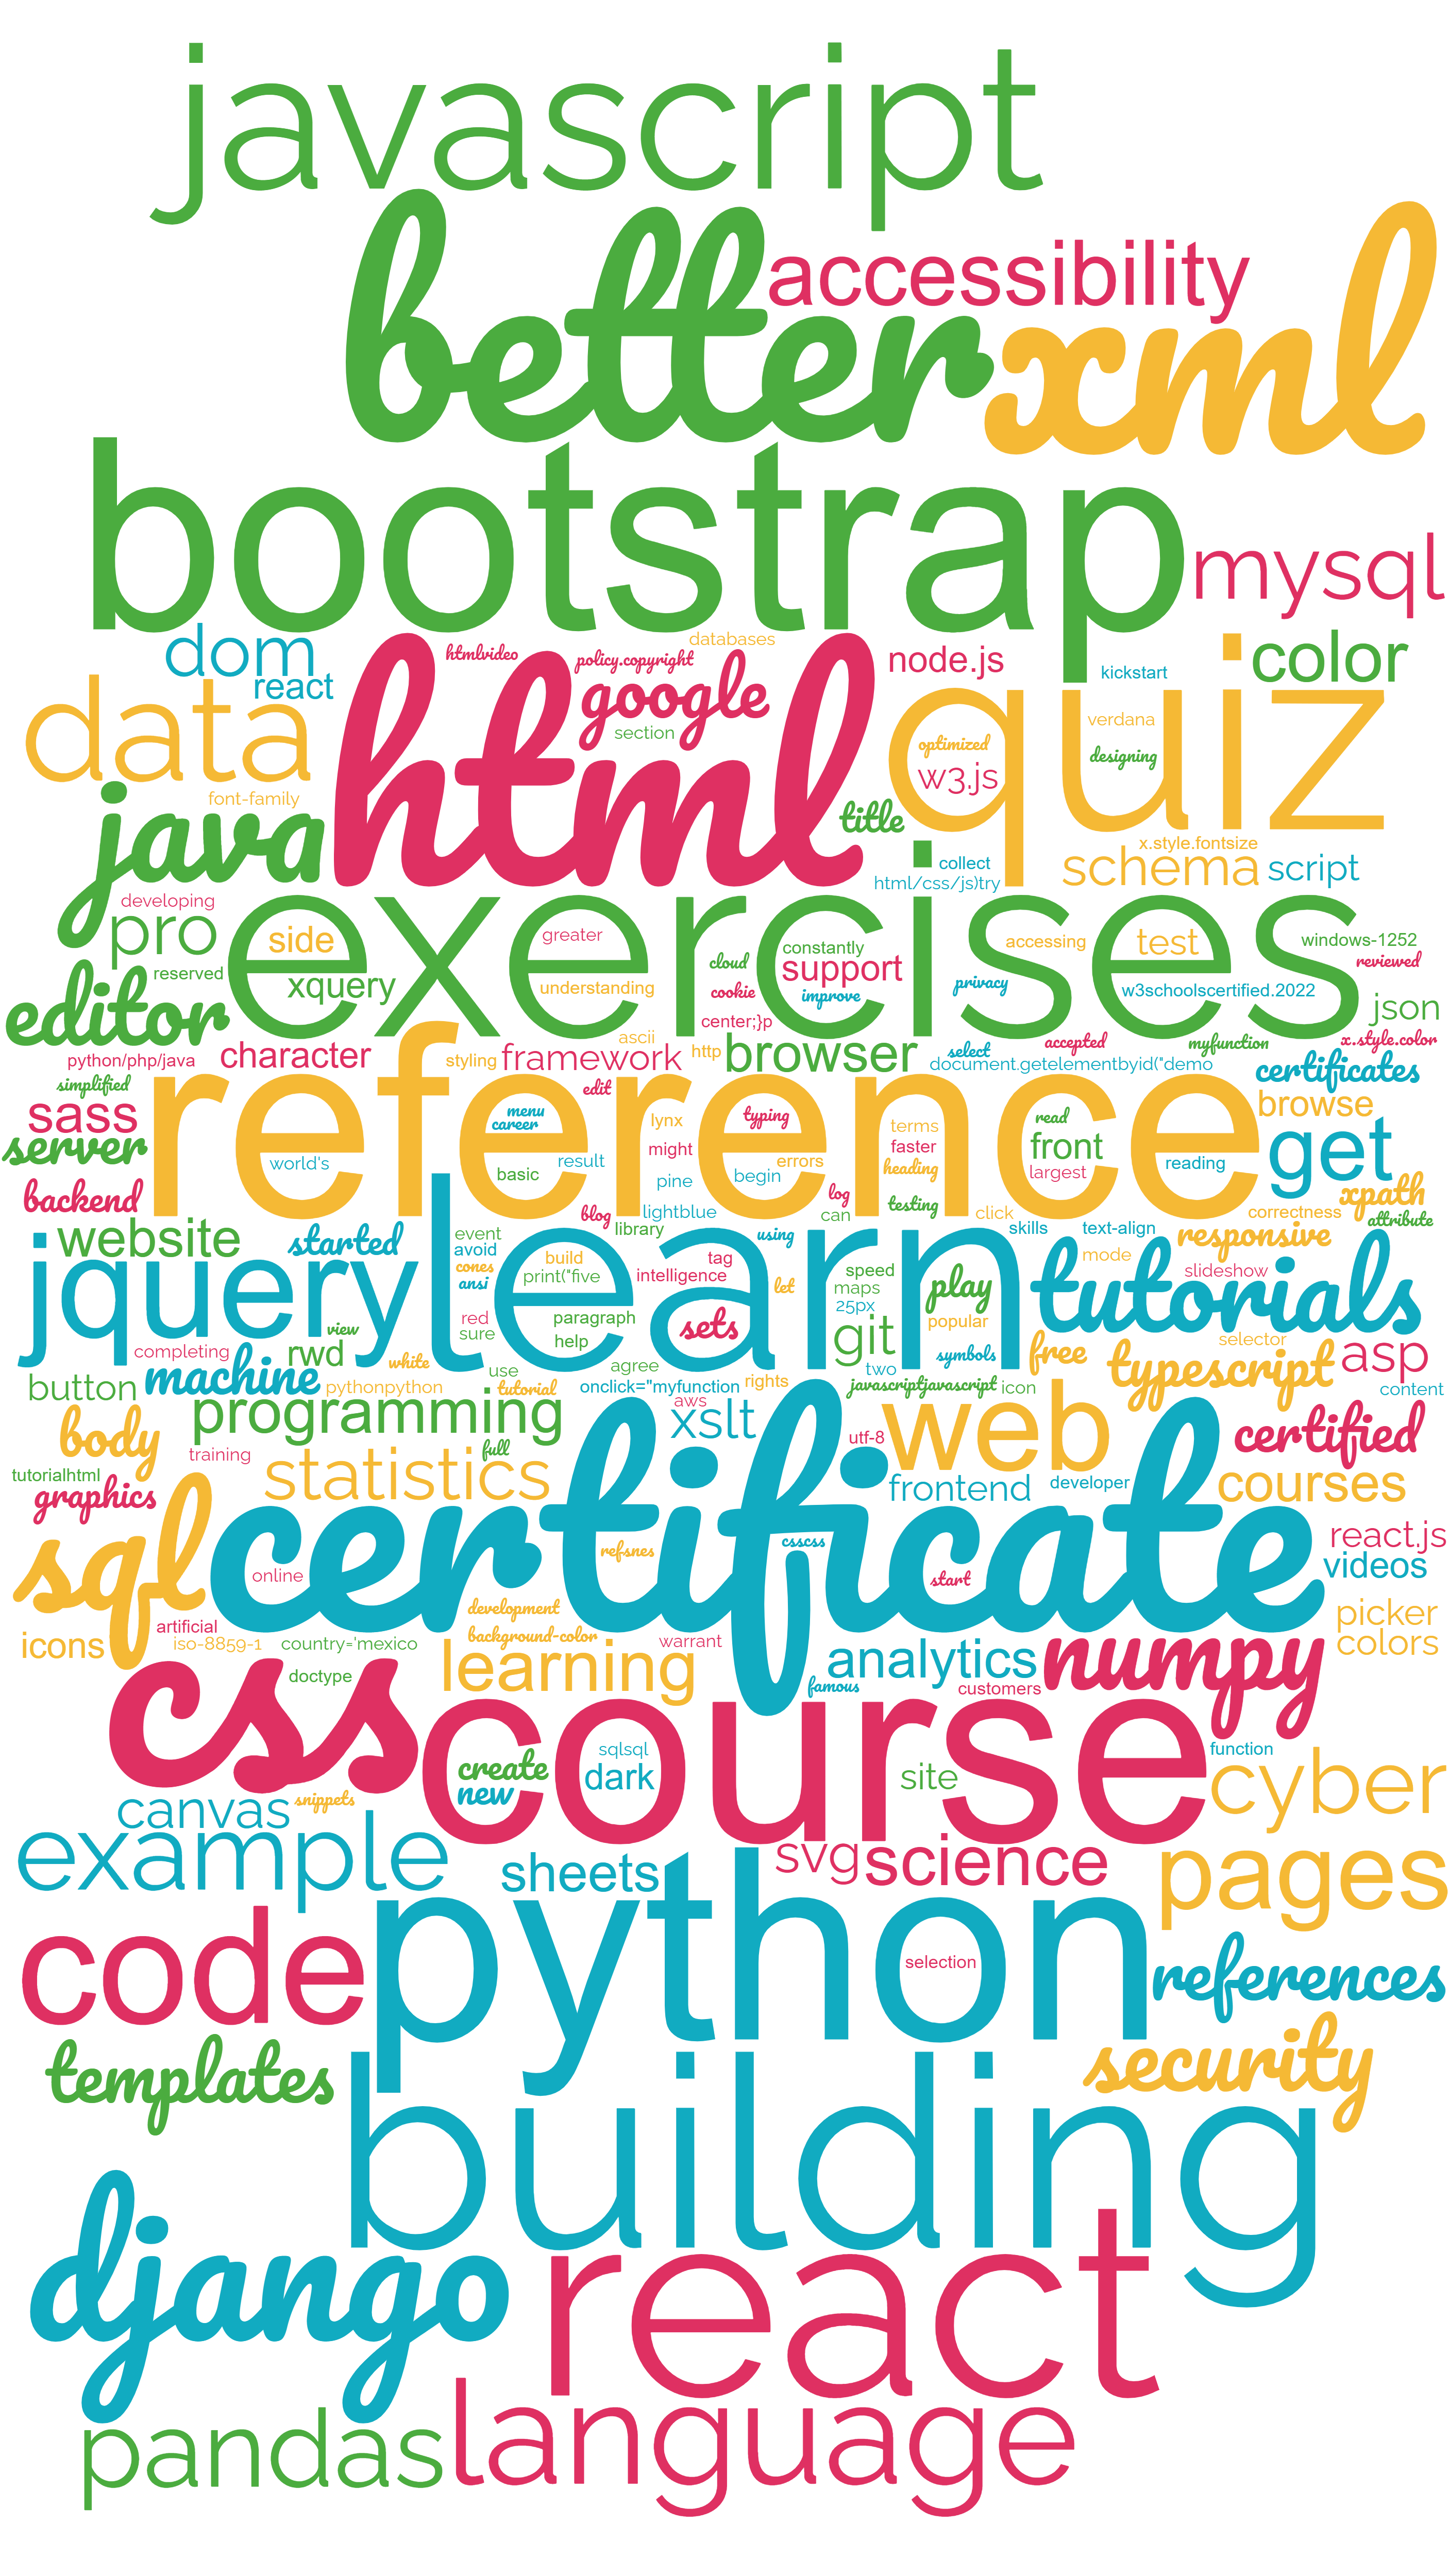 javascript
better
accessibility
xml
bootstrap
mysql
dom
react
htmlvideo
policy.copyright
databases
node.js
kickstart
color
data
html
google
section
quiz
optimized
w3.js
verdana
designing
font-family
java
title
x.style.fontsize
collect
html/css/js)try
schema
script
developing
pro
exercises
side
greater
constantly
accessing
test
windows-1252
reviewed
reserved
xquery
understanding
cloud
cookie
support
improve
privacy
w3schoolscertified.2022
json
editor
center;}p
ascii
python/php/java
character
styling
framework
http
browser
select
accepted
document.getelementbyid("demo
myfunction
x.style.color
certificates
simplified
sass
server
reference
edit
menu
career
lynx
typing
terms
read
browse
world's
basic
result
might
pine
begin
errors
faster
heading
front
largest
reading
get
backend
blog
lightblue
library
log
can
testing
click
skills
text-align
correctness
xpath
attribute
website
started
event
avoid
cones
ansi
build
print("five
intelligence
tag
using
let
speed
maps
25px
play
popular
mode
responsive
slideshow
jquery
learn
tutorials
view
red
sure
paragraph
help
sets
git
symbols
free
selector
completing
rwd
white
use
agree
two
typescript
asp
button
machine
pythonpython
tutorial
onclick="myfunction
rights
javascriptjavascript
icon
content
body
programming
aws
xslt
utf-8
web
certified
training
full
tutorialhtml
graphics
statistics
frontend
developer
courses
sql
certificate
refsnes
csscss
start
online
react.js
videos
artificial
icons
iso-8859-1
country='mexico
development
background-color
warrant
picker
colors
doctype
learning
analytics
famous
customers
numpy
css
course
create
new
sqlsql
dark
site
function
cyber
canvas
snippets
example
sheets
svg
science
pages
code
python
selection
references
templates
security
building
django
react
pandas
language